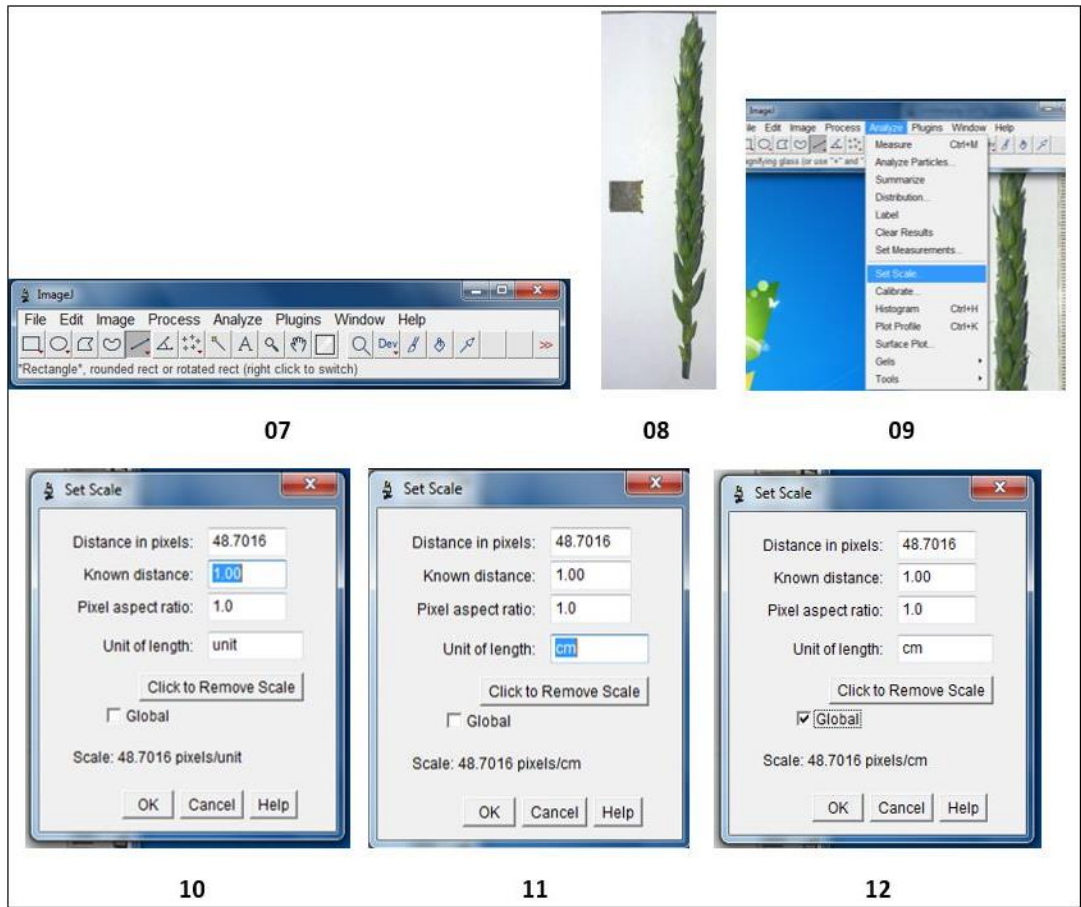 ImageJ
File Edit Image Process Analyze Plugins Window Help
A Dev >>
*Rectangle*, rounded rect or rotated rect (right click to switch)
07
08
ImageJ
ile Edit Image Process Analyze Plugins Window Help
agnifying glass (or use "+" and "
Measure Ctrl+M
Analyze Particles...
Summarize
Distribution...
Label
Clear Results
Set Measurements...
Set Scale...
Calibrate...
Histogram Ctrl+H
Plot Profile Ctrl+K
Surface Plot...
Gels
Tools
09
Set Scale
Distance in pixels: 48.7016
Known distance: 1.00
Pixel aspect ratio: 1.0
Unit of length: unit
Click to Remove Scale
Global
Scale: 48.7016 pixels/unit
OK Cancel Help
10
Set Scale
Distance in pixels: 48.7016
Known distance: 1.00
Pixel aspect ratio: 1.0
Unit of length: cm
Click to Remove Scale
Global
Scale: 48.7016 pixels/cm
OK Cancel Help
11
Set Scale
Distance in pixels: 48.7016
Known distance: 1.00
Pixel aspect ratio: 1.0
Unit of length: cm
Click to Remove Scale
Global
Scale: 48.7016 pixels/cm
OK Cancel Help
12